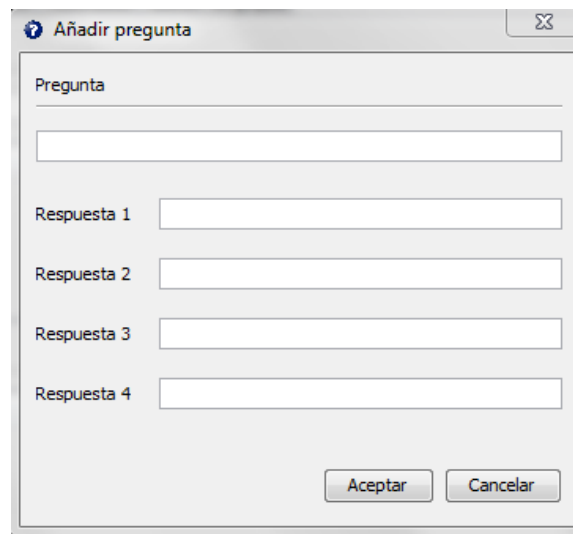 Añadir pregunta
Pregunta
Respuesta 1
Respuesta 2
Respuesta 3
Respuesta 4
Aceptar Cancelar